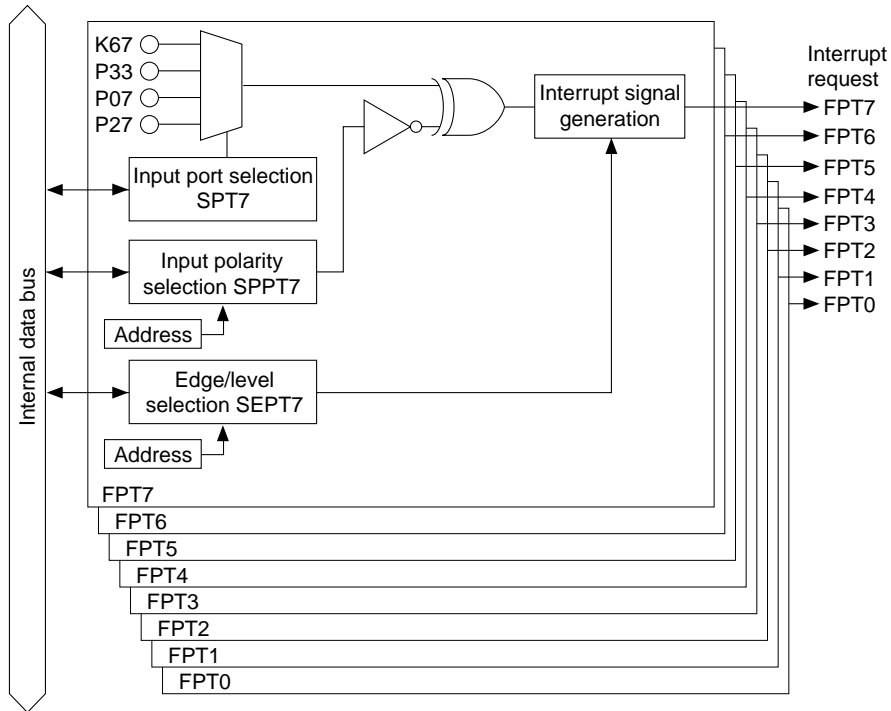 K67
P33
P07
P27
Input port selection
SPT7
Input polarity
selection SPPT7
Address
Edge/level
selection SEPT7
Address
Interrupt signal
generation
Interrupt
request
FPT7
FPT6
FPT5
FPT4
FPT3
FPT2
FPT1
FPT0
Internal data bus
FPT7
FPT6
FPT5
FPT4
FPT3
FPT2
FPT1
FPT0